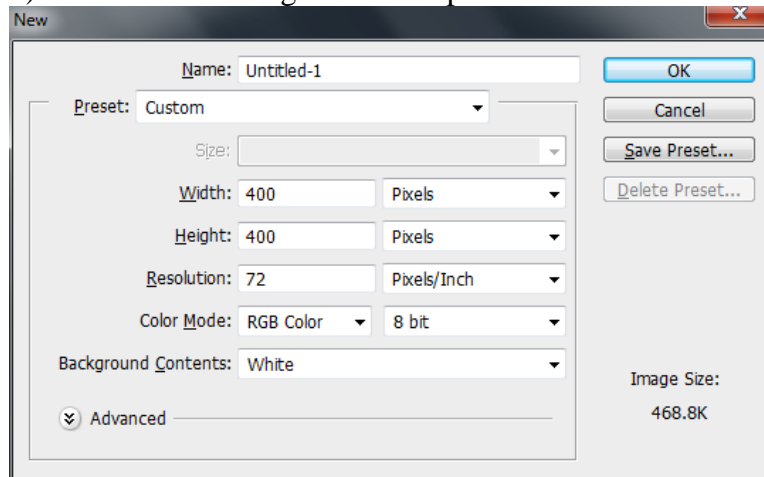 New
x
Name: Untitled-1
OK
Preset: Custom
Cancel
Size:
Save Preset...
Width: 400 Pixels
Delete Preset...
Height: 400 Pixels
Resolution: 72 Pixels/Inch
Color Mode: RGB Color 8 bit
Background Contents: White
Image Size:
468.8K
Advanced